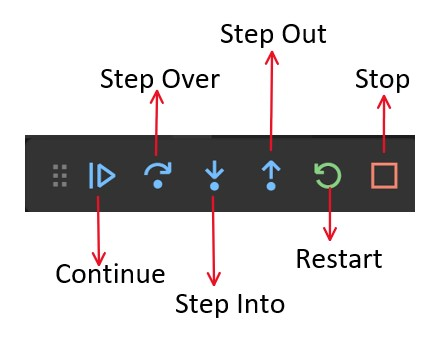 Step Out
Step Over
Stop
Continue
Restart
Step Into